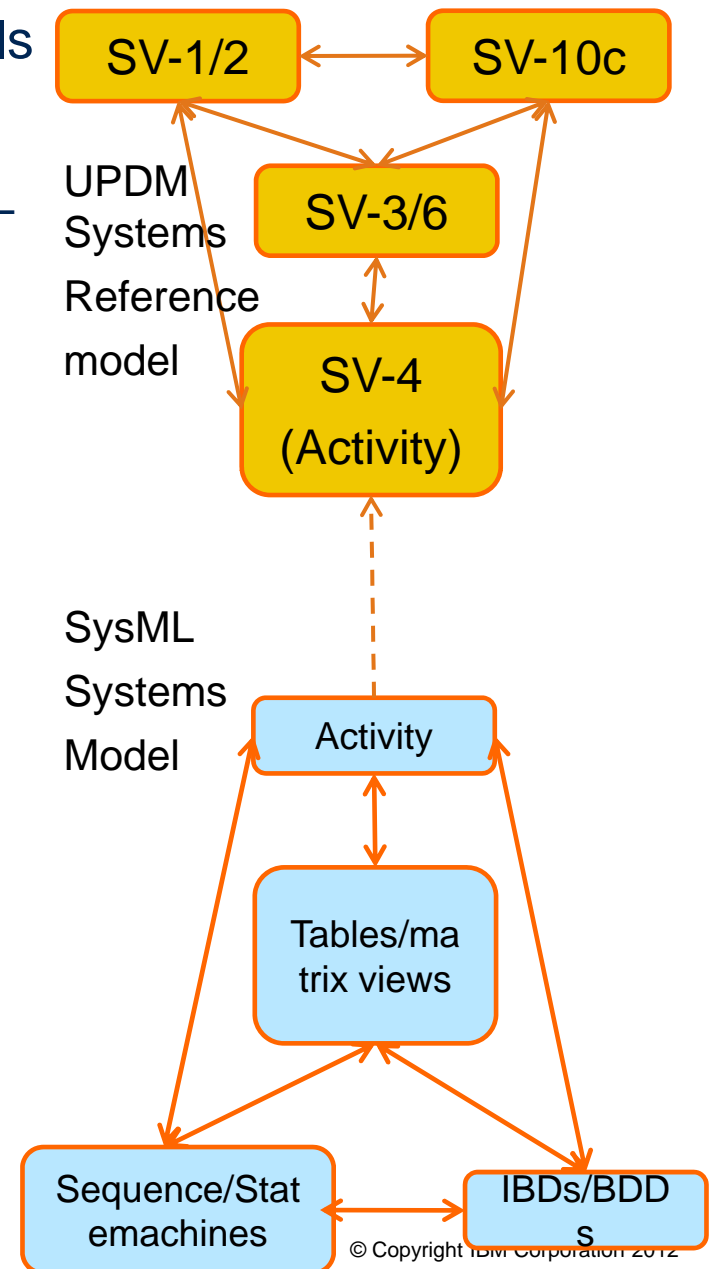 ls
SV-1/2
SV-10c
UPDM
Systems
Reference
model
SV-3/6
SV-4
(Activity)
SysML
Systems
Model
Activity
Tables/ma
trix views
Sequence/Stat
emachines
IBDs/BDD
s
© Copyright IBM Corporation 2012